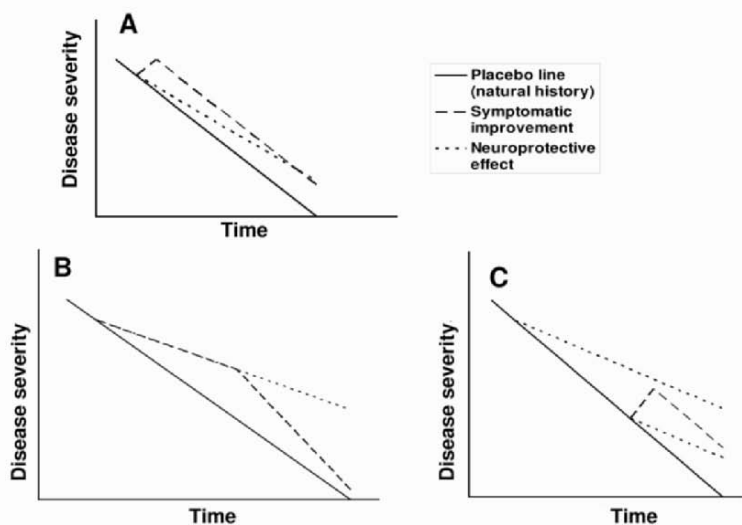 A
Disease severity
Time
Placebo line
(natural history)
Symptomatic
improvement
Neuroprotective
effect
B
Disease severity
Time
C
Disease severity
Time